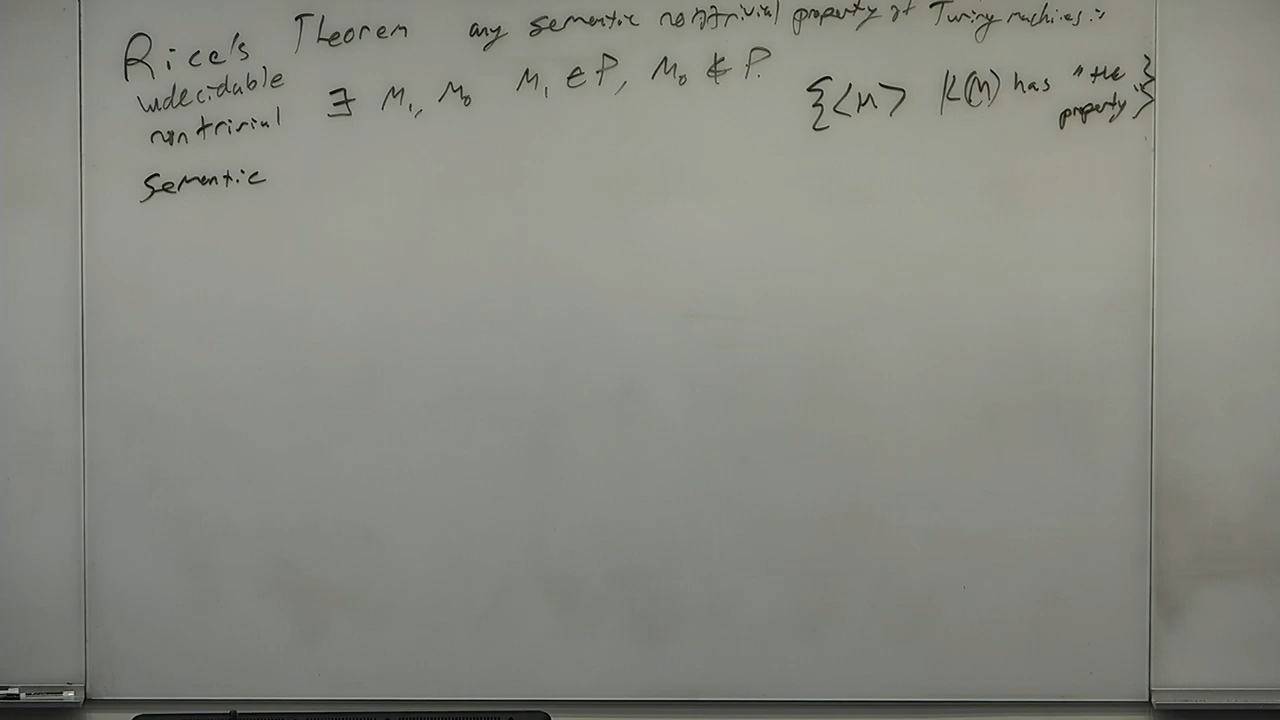 Rice's Theorem any semantic nontrivial property of Turing machines is
undecidable
nontrivial ∃ M₁, M₀ M₁ ∈ P, M₀ ∉ P. {<M> | L(M) has "the property"}
semantic